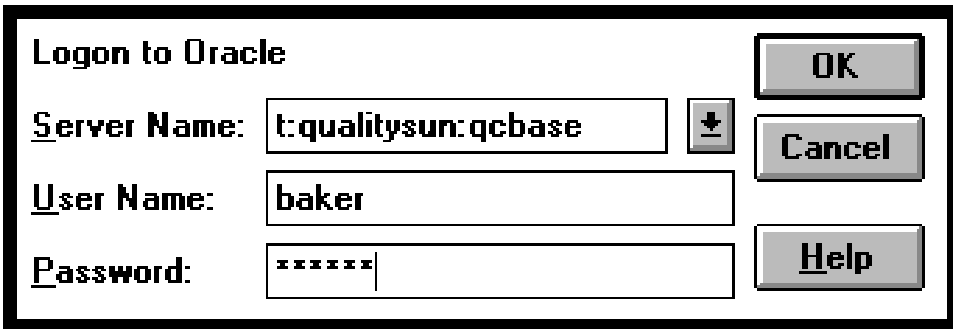 Logon to Oracle
OK
Server Name: t:qualitysun:qcbase
Cancel
User Name: baker
Password: ******
Help